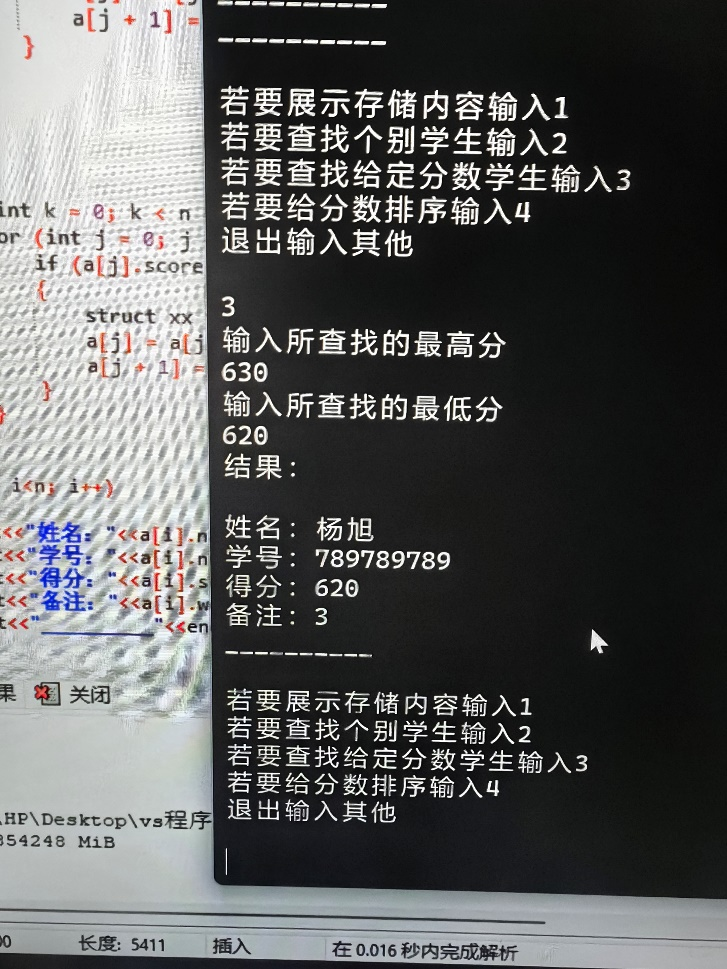 a[j + 1] =
}
----------
----------
若要展示存储内容输入1
若要查找个别学生输入2
若要查找给定分数学生输入3
若要给分数排序输入4
退出输入其他
3
输入所查找的最高分
630
输入所查找的最低分
620
结果：
姓名：杨旭
学号：789789789
得分：620
备注：3
----------
若要展示存储内容输入1
若要查找个别学生输入2
若要查找给定分数学生输入3
若要给分数排序输入4
退出输入其他
int k = 0; k < n
or (int j = 0; j
if (a[j].score
{
struct xx
a[j] = a[j
a[j + 1] =
}
}
i<n; i++)
<<"姓名："<<a[i].n
<<"学号："<<a[i].n
<<"得分："<<a[i].s
<<"备注："<<a[i].w
<<"__________"<<en
果 关闭
\HP\Desktop\vs程序
354248 MiB
00 长度: 5411 插入 在 0.016 秒内完成解析